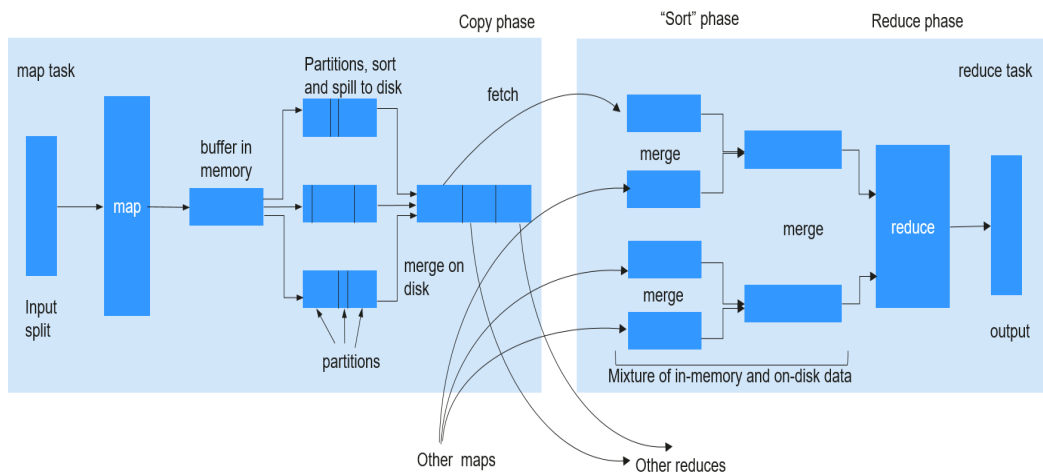 Copy phase
“Sort” phase
Reduce phase
map task
Partitions, sort
and spill to disk
fetch
reduce task
buffer in
memory
merge
map
merge
reduce
merge on
disk
merge
Input
split
partitions
output
Mixture of in-memory and on-disk data
Other maps
Other reduces